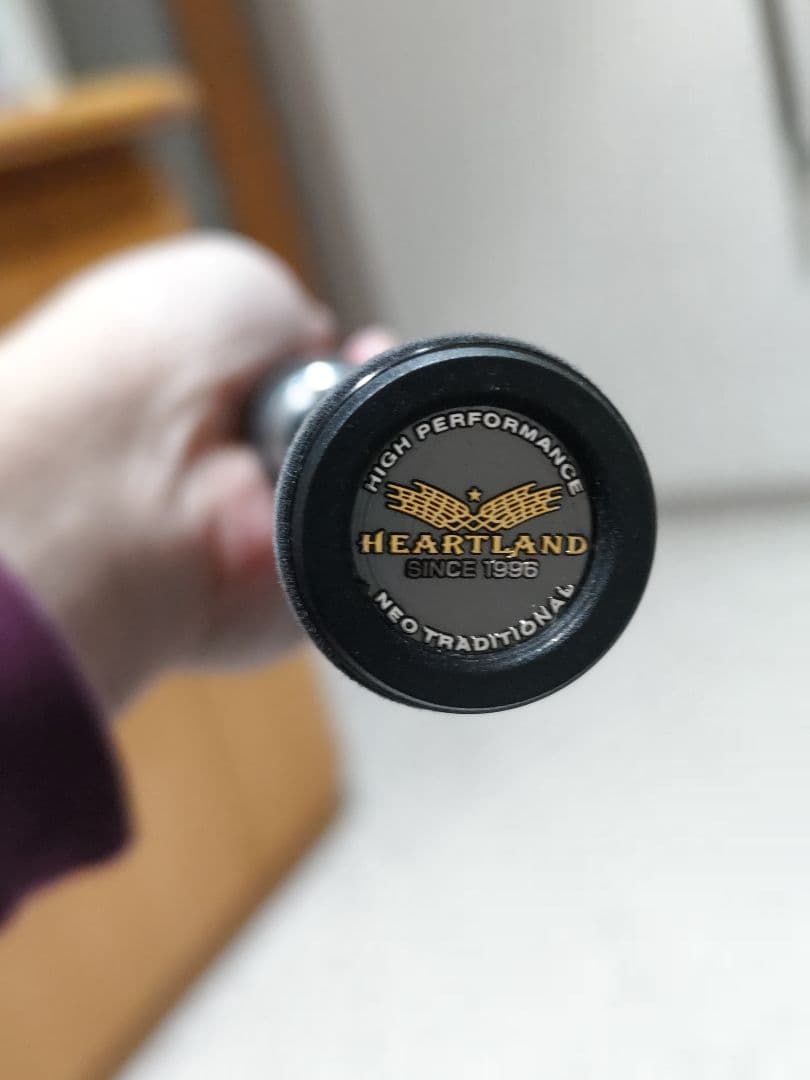 HIGH PERFORMANCE
HEARTLAND
SINCE 1996
NEO TRADITIONAL